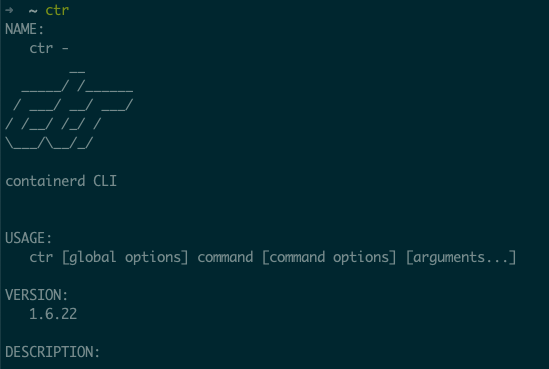 ➜  ~ ctr
NAME:
   ctr -
        __
  _____/ /______
 / ___/ __/ ___/
/ /__/ /_/ /
\___/\__/_/

containerd CLI


USAGE:
   ctr [global options] command [command options] [arguments...]

VERSION:
   1.6.22

DESCRIPTION: